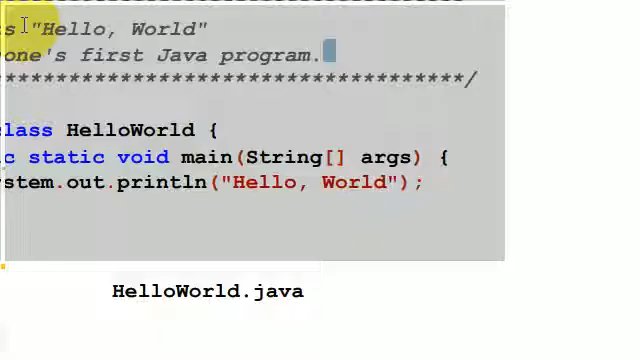 s "Hello, World"
one's first Java program.
*******************************************/
class HelloWorld {
c static void main(String[] args) {
stem.out.println("Hello, World");
HelloWorld.java